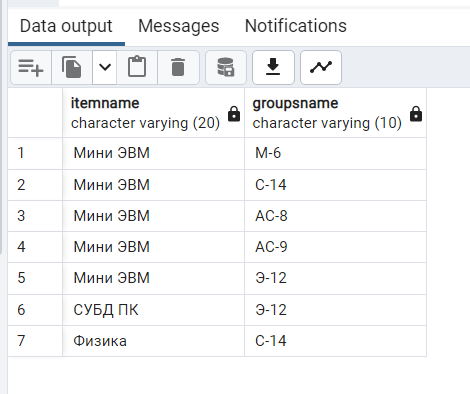 Data output Messages Notifications
itemname groupsname
character varying (20) character varying (10)
1 Мини ЭВМ М-6
2 Мини ЭВМ С-14
3 Мини ЭВМ АС-8
4 Мини ЭВМ АС-9
5 Мини ЭВМ Э-12
6 СУБД ПК Э-12
7 Физика С-14